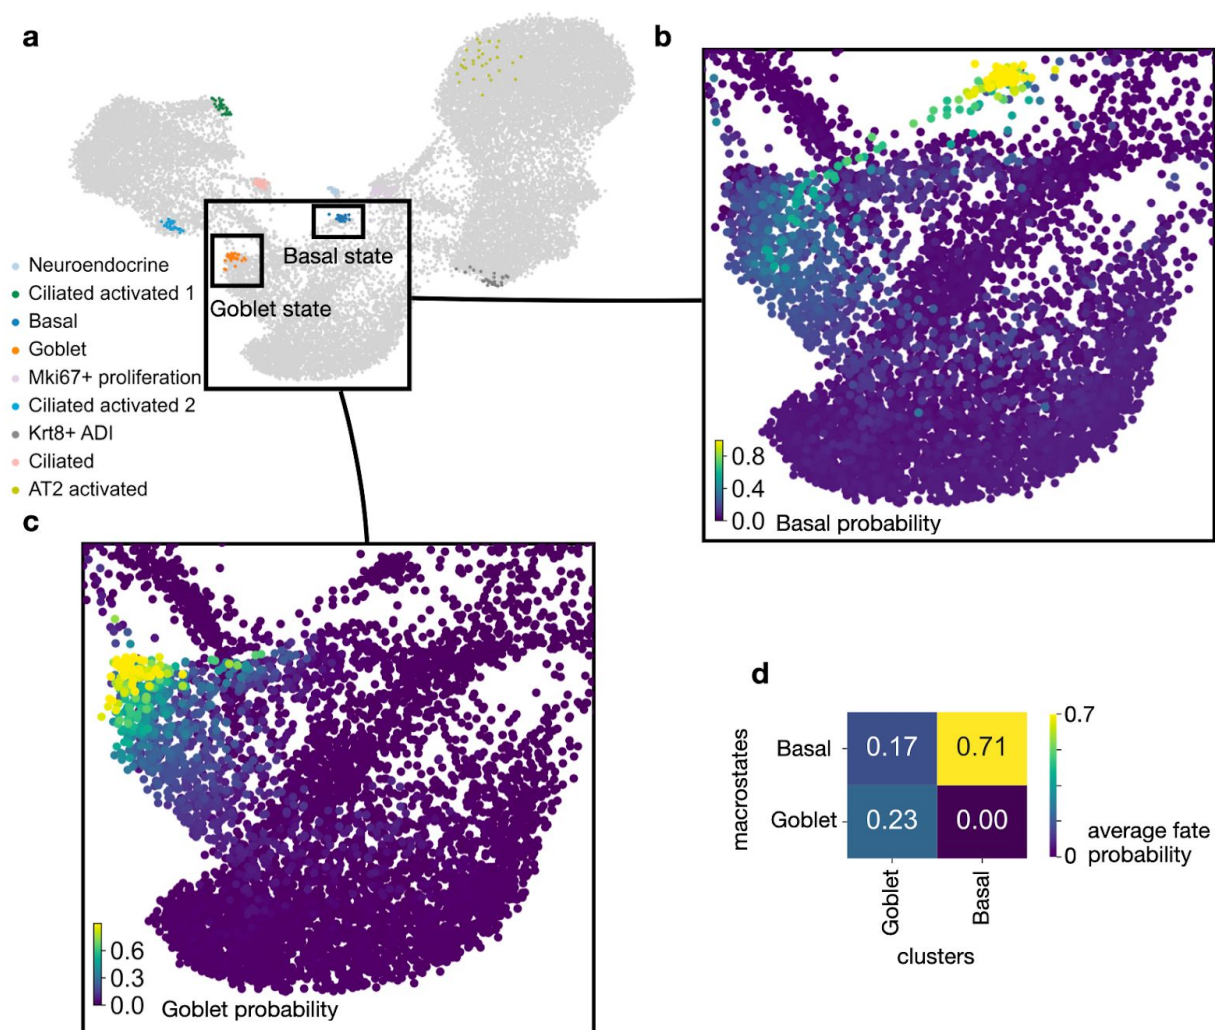 a
Basal state
Goblet state
Neuroendocrine
Ciliated activated 1
Basal
Goblet
Mki67+ proliferation
Ciliated activated 2
Krt8+ ADI
Ciliated
AT2 activated
b
0.8
0.4
0.0
Basal probability
c
0.6
0.3
0.0
Goblet probability
d
macrostates
Basal
Goblet
0.17
0.71
0.23
0.00
Goblet
Basal
clusters
0.7
0
average fate
probability